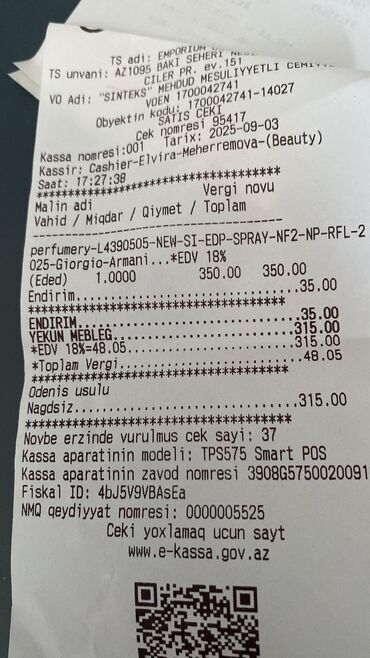 TS adi: EMPORIUM
TS unvani: AZ1095 BAKI SEHERI
CILER PR. ev.151
VO Adi: "SINTEKS" MEHDUD MESULIYYETLI
VOEN 1700042741
Obyektin kodu: 1700042741-14027
SATIS CEKI
Cek nomresi 95417
Kassa nomresi:001 Tarix: 2025-09-03
Kassir: Cashier-Elvira-Meherremova-(Beauty)
Saat: 17:27:38
****************************************
Malin adi Vergi novu
Vahid / Miqdar / Qiymet / Toplam
----------------------------------------
perfumery-L4390505-NEW-SI-EDP-SPRAY-NF2-NP-RFL-2
025-Giorgio-Armani...*EDV 18%
(Eded) 1.0000 350.00 350.00
Endirim............................35.00
****************************************
ENDIRIM............................35.00
YEKUN MEBLEG......................315.00
*EDV 18%=48.05....................315.00
*Toplam Vergi......................48.05
****************************************
Odenis usulu
Nagdsiz...........................315.00
****************************************
Novbe erzinde vurulmus cek sayi: 37
Kassa aparatinin modeli: TPS575 Smart POS
Kassa aparatinin zavod nomresi 3908G5750020091
Fiskal ID: 4bJ5V9VBAsEa
NMQ qeydiyyat nomresi: 0000005525
Ceki yoxlamaq ucun sayt
www.e-kassa.gov.az